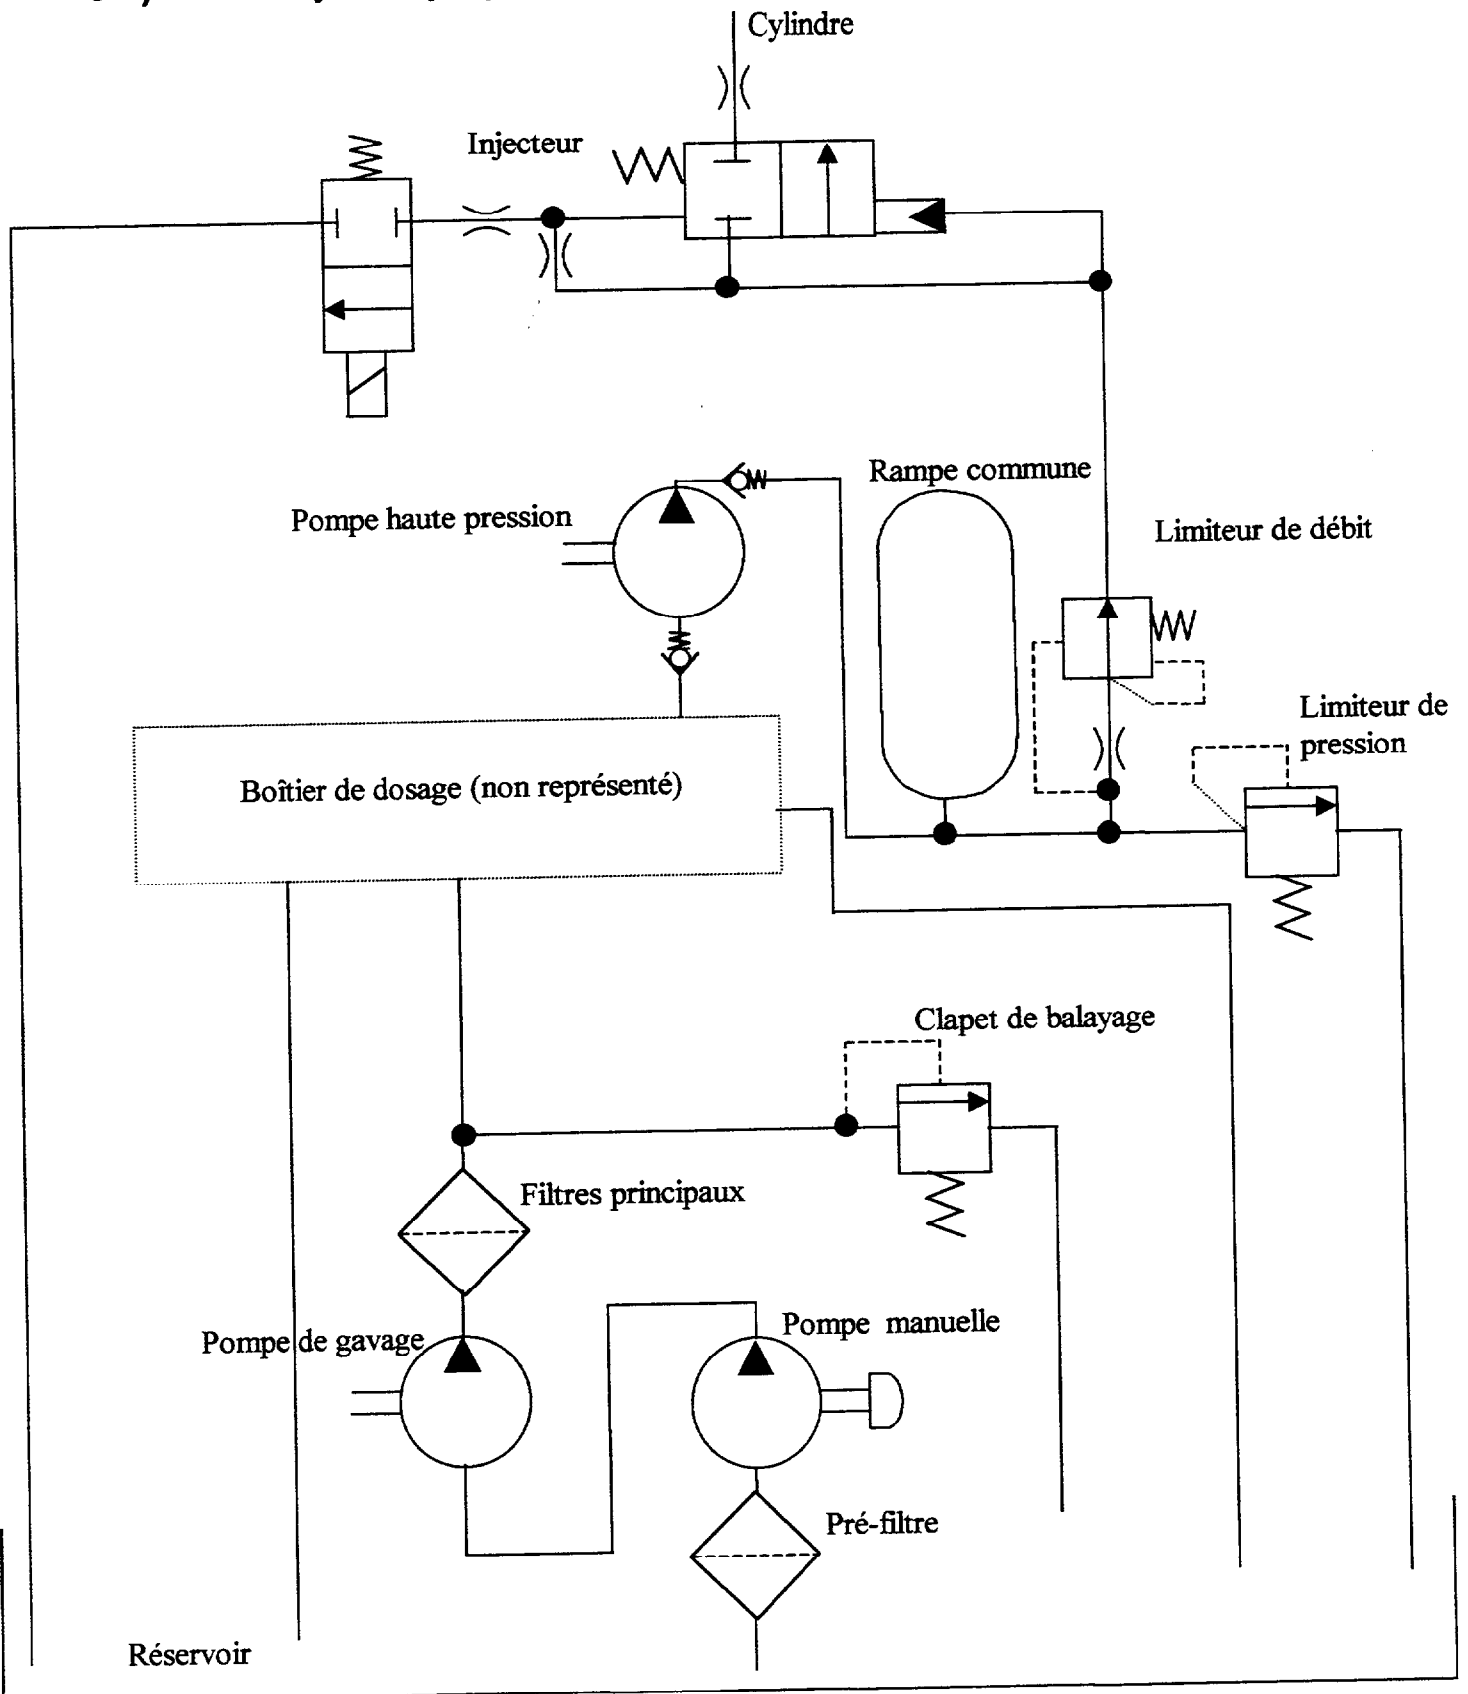 Cylindre
Injecteur
Rampe commune
Pompe haute pression
Limiteur de débit
Limiteur de
pression
Boîtier de dosage (non représenté)
Clapet de balayage
Filtres principaux
Pompe de gavage
Pompe manuelle
Pré-filtre
Réservoir